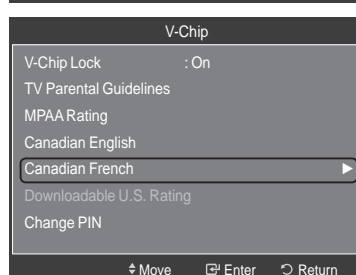 V-Chip
V-Chip Lock : On
TV Parental Guidelines
MPAA Rating
Canadian English
Canadian French ►
Downloadable U.S. Rating
Change PIN
Move Enter Return